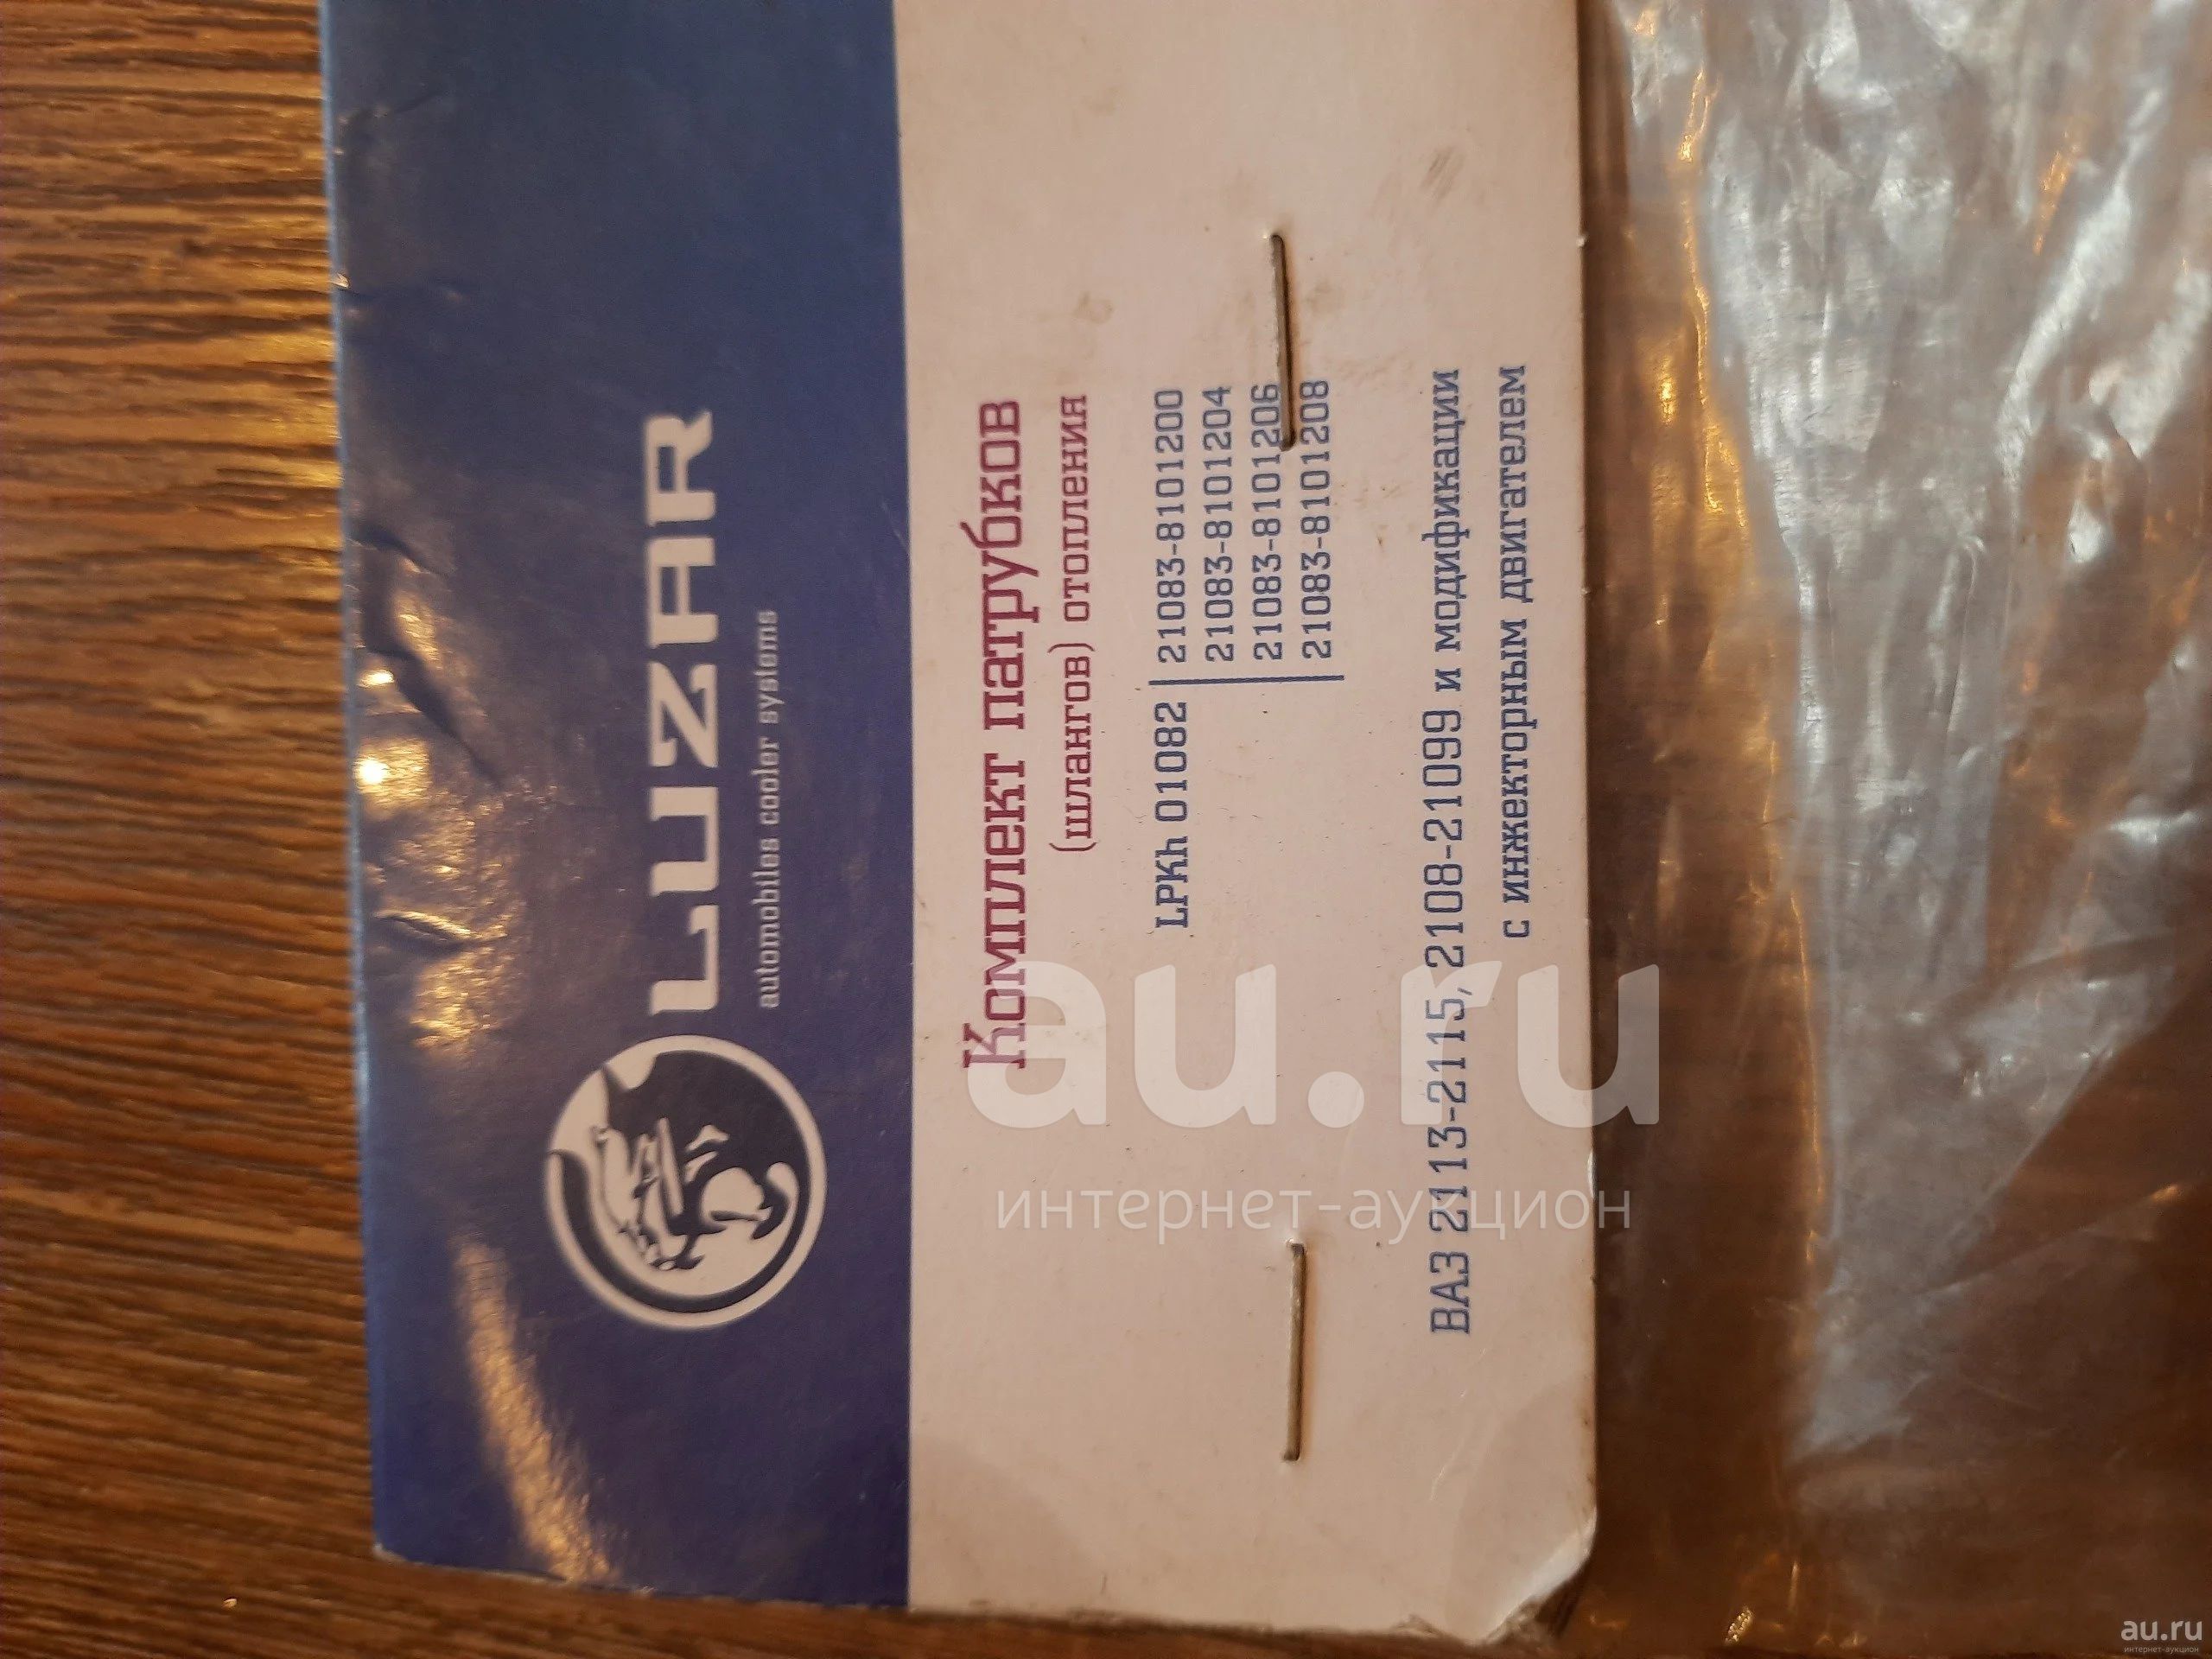 LUZAR
automobiles cooler systems
Комплект патрубков
(шлангов) отопления
LPKh 01082 21083-8101200
21083-8101204
21083-8101206
21083-8101208
ВАЗ 2113-2115, 2108-21099 и модификации
с инжекторным двигателем
au.ru
интернет-аукцион
au.ru
интернет-аукцион